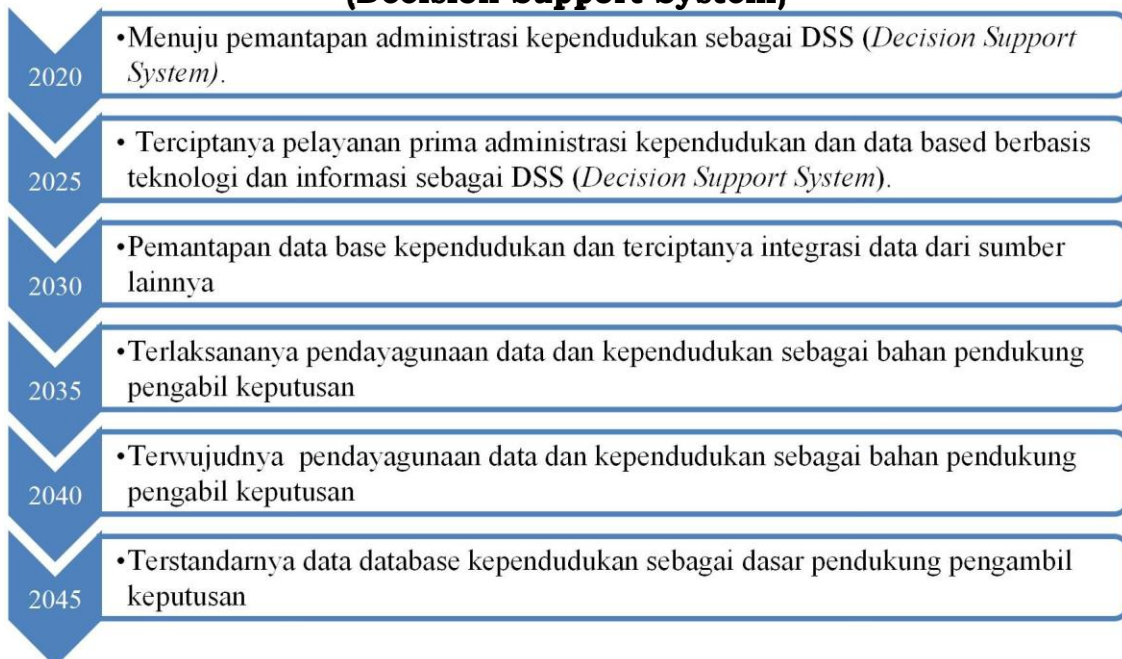 (Decision Support System)
2020
•Menuju pemantapan administrasi kependudukan sebagai DSS (Decision Support
System).
2025
• Terciptanya pelayanan prima administrasi kependudukan dan data based berbasis
teknologi dan informasi sebagai DSS (Decision Support System).
2030
•Pemantapan data base kependudukan dan terciptanya integrasi data dari sumber
lainnya
2035
•Terlaksananya pendayagunaan data dan kependudukan sebagai bahan pendukung
pengabil keputusan
2040
•Terwujudnya pendayagunaan data dan kependudukan sebagai bahan pendukung
pengabil keputusan
2045
•Terstandarnya data database kependudukan sebagai dasar pendukung pengambil
keputusan